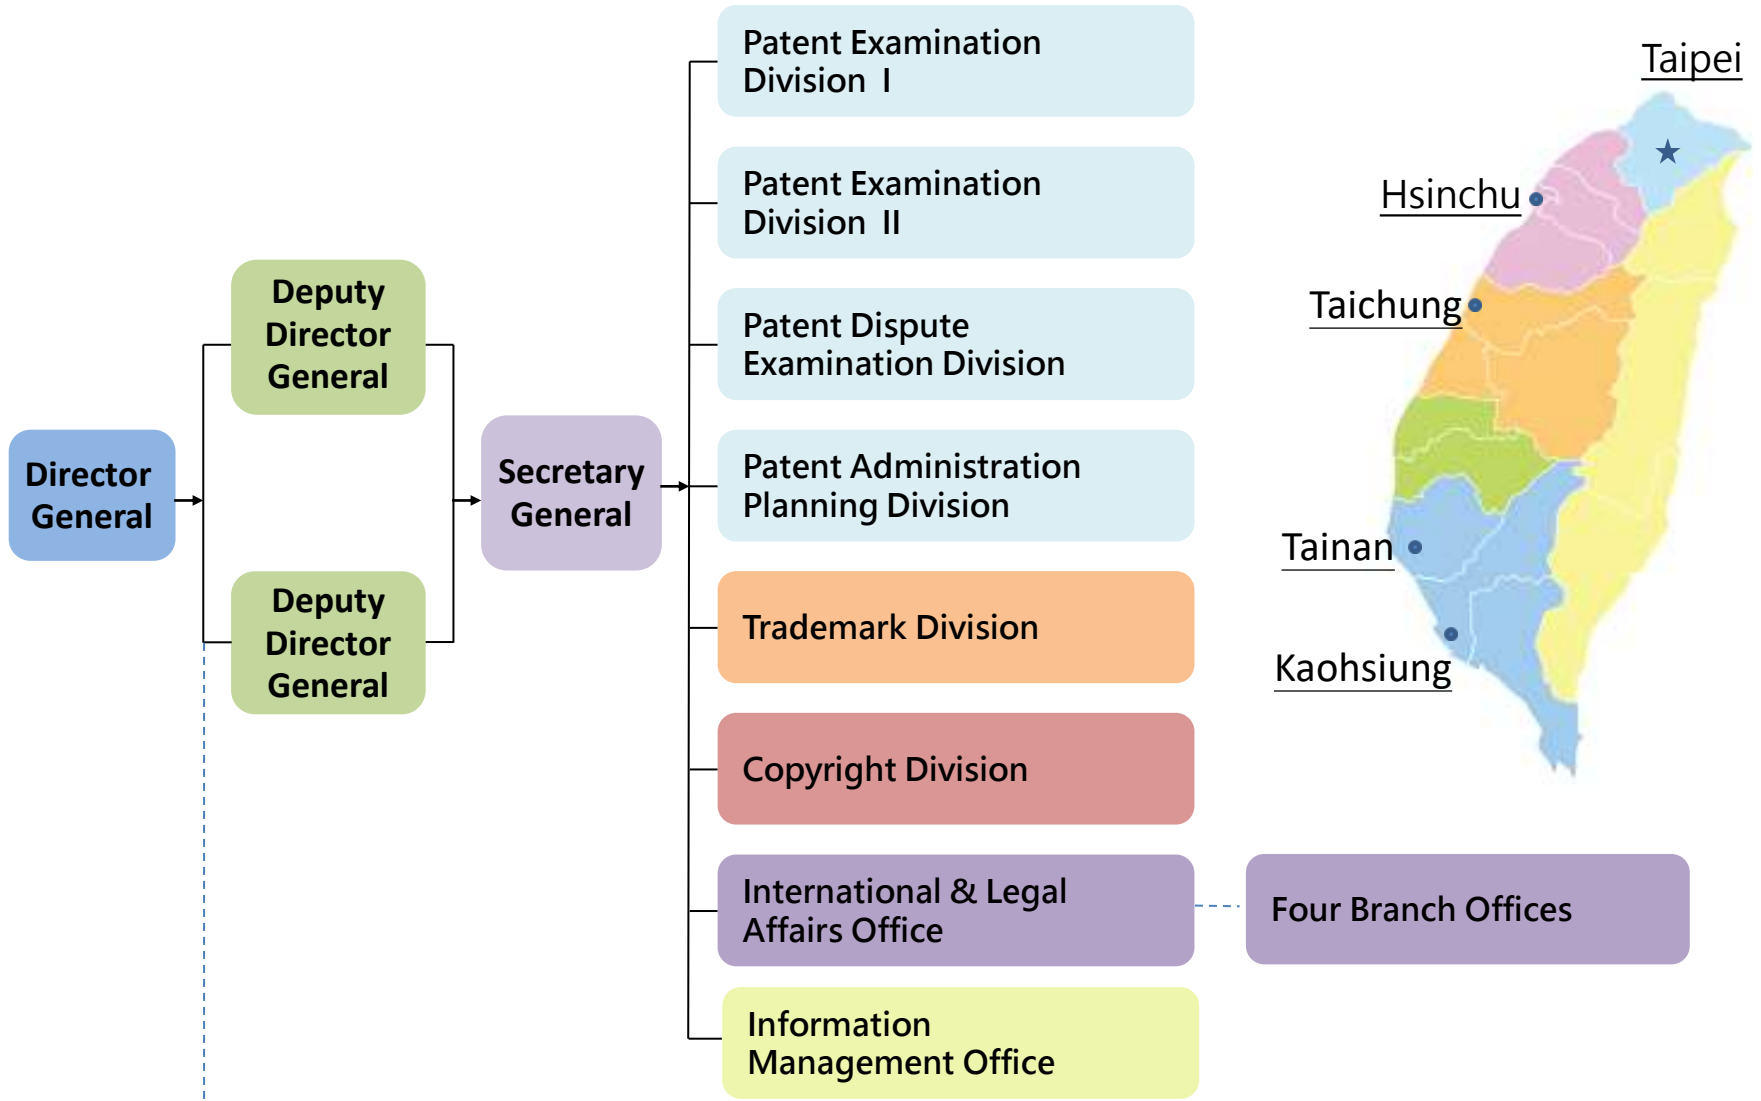 Director
General
Deputy
Director
General
Deputy
Director
General
Secretary
General
Patent Examination
Division I
Patent Examination
Division II
Patent Dispute
Examination Division
Patent Administration
Planning Division
Trademark Division
Copyright Division
International & Legal
Affairs Office
Information
Management Office
Four Branch Offices
Taipei
Hsinchu
Taichung
Tainan
Kaohsiung